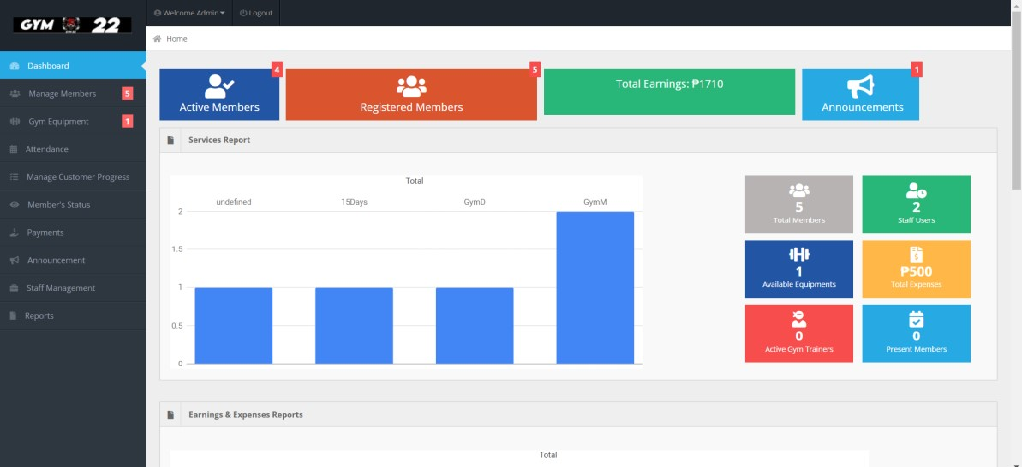 GYM 22
Welcome Admin
Logout
Home
Dashboard
Manage Members 5
Gym Equipment 1
Attendance
Manage Customer Progress
Member's Status
Payments
Announcement
Staff Management
Reports
4
Active Members
5
Registered Members
Total Earnings: ₱1710
1
Announcements
Services Report
Total
undefined 15Days GymD GymM
2
1.5
1
0.5
0
5
Total Members
2
Staff Users
1
Available Equipments
₱500
Total Expenses
0
Active Gym Trainers
0
Present Members
Earnings & Expenses Reports
Total